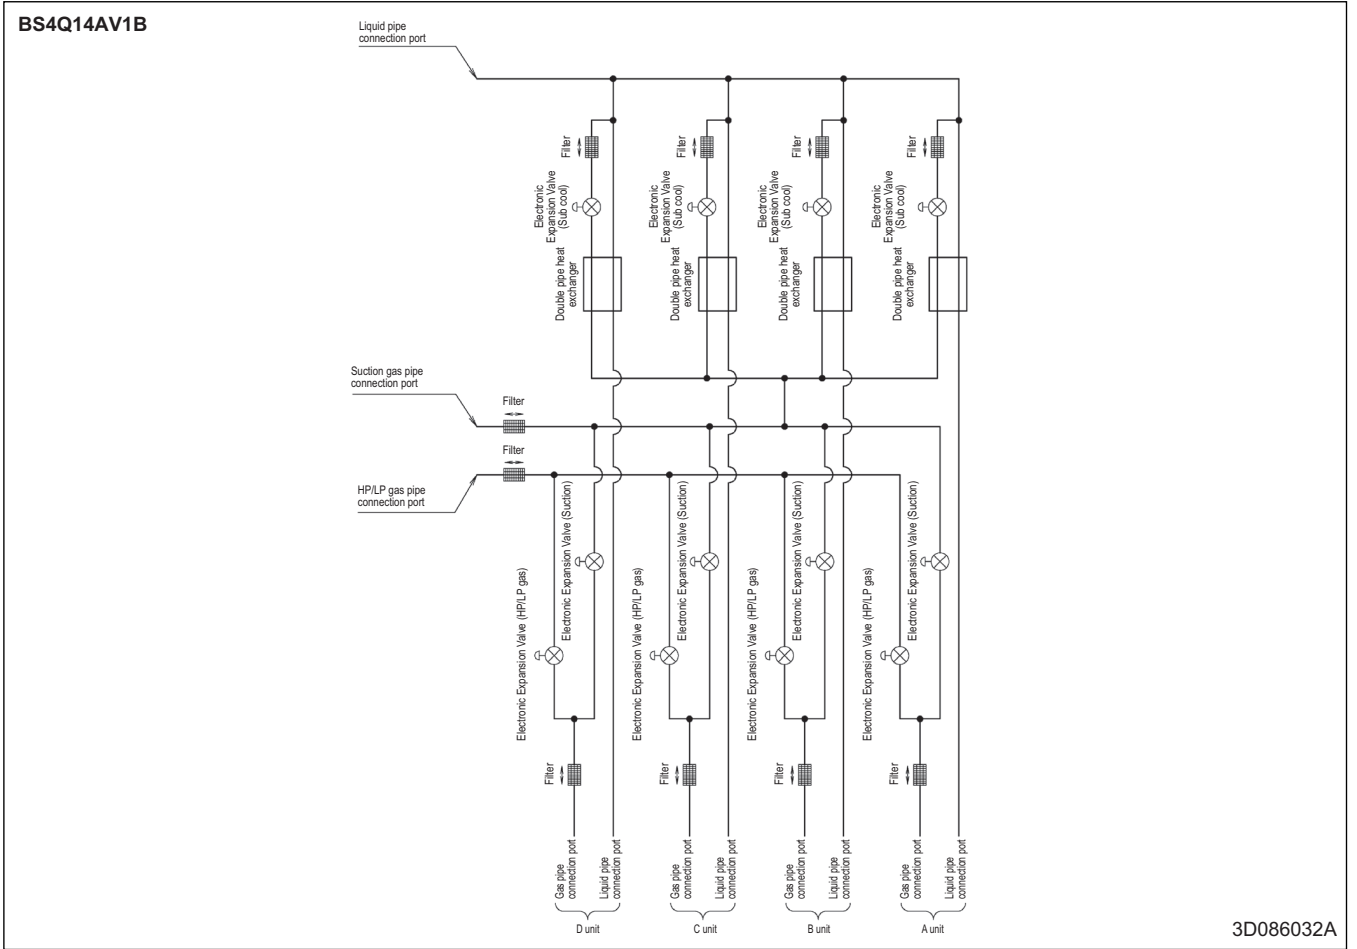 BS4Q14AV1B
Liquid pipe
connection port
Filter
Filter
Filter
Filter
Electronic
Expansion Valve
(Sub cool)
Electronic
Expansion Valve
(Sub cool)
Electronic
Expansion Valve
(Sub cool)
Electronic
Expansion Valve
(Sub cool)
Double pipe heat
exchanger
Double pipe heat
exchanger
Double pipe heat
exchanger
Double pipe heat
exchanger
Suction gas pipe
connection port
Filter
Filter
HP/LP gas pipe
connection port
Electronic Expansion Valve (HP/LP gas)
Electronic Expansion Valve (Suction)
Electronic Expansion Valve (HP/LP gas)
Electronic Expansion Valve (Suction)
Electronic Expansion Valve (HP/LP gas)
Electronic Expansion Valve (Suction)
Electronic Expansion Valve (HP/LP gas)
Electronic Expansion Valve (Suction)
Filter
Filter
Filter
Filter
Gas pipe
connection port
Liquid pipe
connection port
Gas pipe
connection port
Liquid pipe
connection port
Gas pipe
connection port
Liquid pipe
connection port
Gas pipe
connection port
Liquid pipe
connection port
D unit
C unit
B unit
A unit
3D086032A